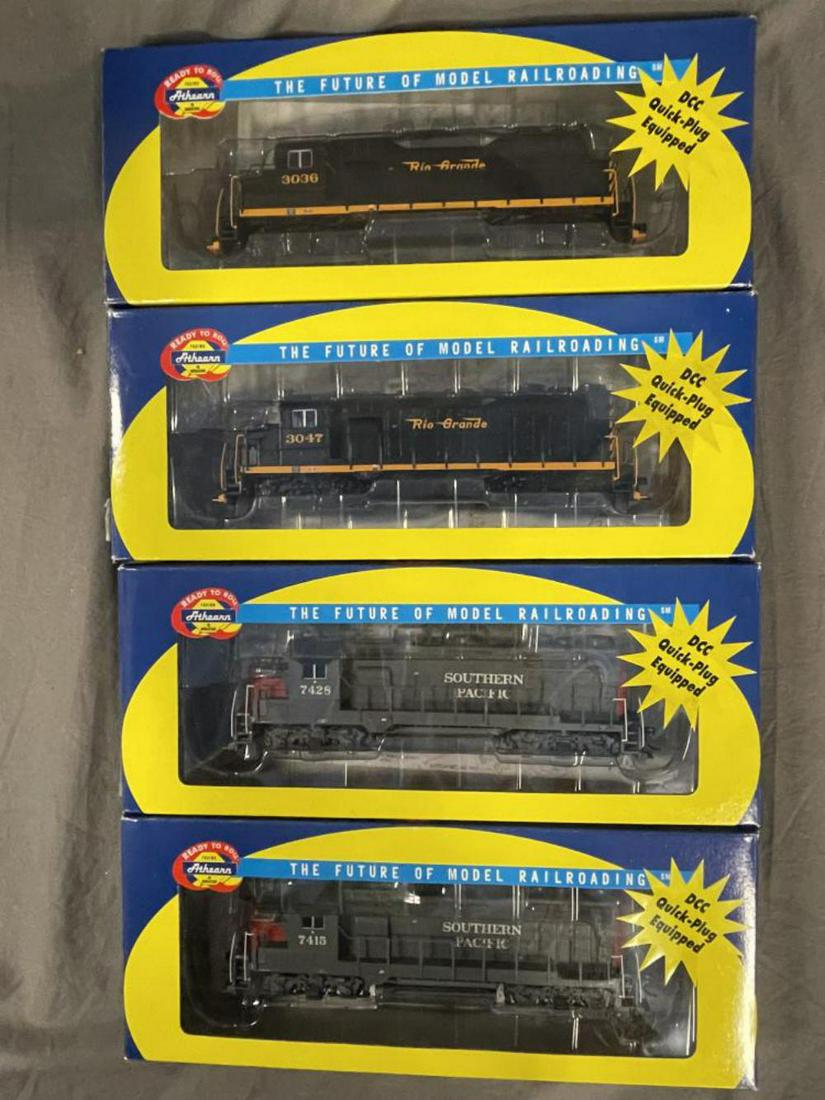 READY TO ROLL
Athearn
THE FUTURE OF MODEL RAILROADING SM
DCC
Quick-Plug
Equipped
3036
Rio Grande
READY TO ROLL
Athearn
THE FUTURE OF MODEL RAILROADING SM
DCC
Quick-Plug
Equipped
3047
Rio Grande
READY TO ROLL
Athearn
THE FUTURE OF MODEL RAILROADING SM
DCC
Quick-Plug
Equipped
7428
SOUTHERN
PACIFIC
READY TO ROLL
Athearn
THE FUTURE OF MODEL RAILROADING SM
DCC
Quick-Plug
Equipped
7415
SOUTHERN
PACIFIC